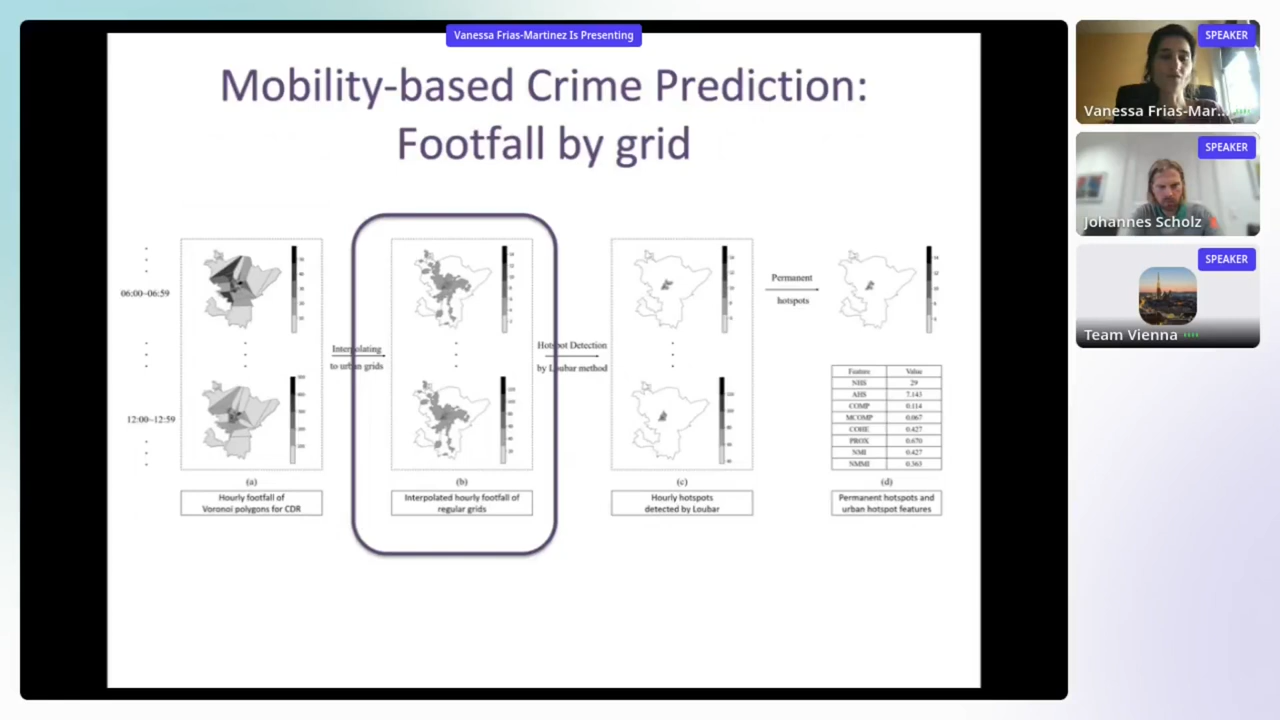 Vanessa Frias-Martinez Is Presenting
Mobility-based Crime Prediction:
Footfall by grid
06:00~06:59
12:00~12:59
Interpolating
to urban grids
Hotspot Detection
by Loubar method
Permanent
hotspots
Feature Value
NHS 29
AHS 7.143
COMP 0.114
MCOMP 0.067
COHE 0.427
PROX 0.670
NMI 0.427
NMMI 0.363
(a)
Hourly footfall of
Voronoi polygons for CDR
(b)
Interpolated hourly footfall of
regular grids
(c)
Hourly hotspots
detected by Loubar
(d)
Permanent hotspots and
urban hotspot features
SPEAKER
Vanessa Frias-Mar...
SPEAKER
Johannes Scholz
SPEAKER
Team Vienna